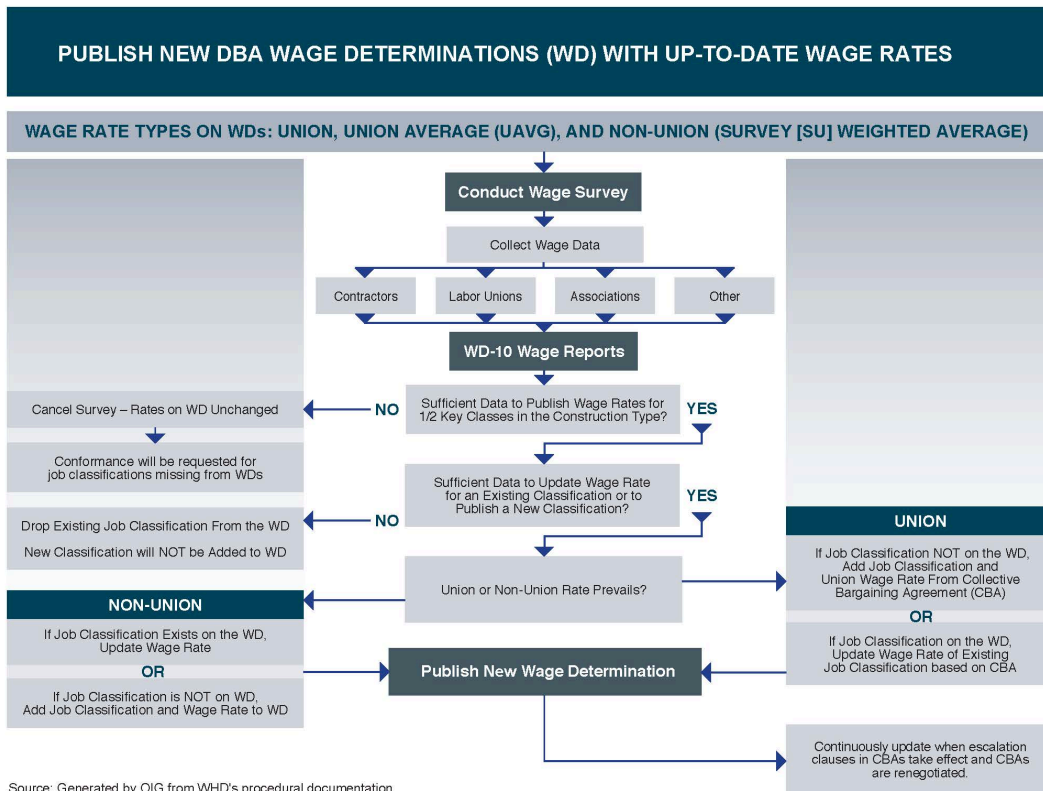 PUBLISH NEW DBA WAGE DETERMINATIONS (WD) WITH UP-TO-DATE WAGE RATES
WAGE RATE TYPES ON WDs: UNION, UNION AVERAGE (UAVG), AND NON-UNION (SURVEY [SU] WEIGHTED AVERAGE)
Conduct Wage Survey
Collect Wage Data
Contractors
Labor Unions
Associations
Other
WD-10 Wage Reports
Sufficient Data to Publish Wage Rates for
1/2 Key Classes in the Construction Type?
NO
YES
Cancel Survey – Rates on WD Unchanged
Conformance will be requested for
job classifications missing from WDs
Sufficient Data to Update Wage Rate
for an Existing Classification or to
Publish a New Classification?
NO
YES
Drop Existing Job Classification From the WD
New Classification will NOT be Added to WD
Union or Non-Union Rate Prevails?
UNION
If Job Classification NOT on the WD,
Add Job Classification and
Union Wage Rate From Collective
Bargaining Agreement (CBA)
OR
If Job Classification on the WD,
Update Wage Rate of Existing
Job Classification based on CBA
NON-UNION
If Job Classification Exists on the WD,
Update Wage Rate
OR
If Job Classification is NOT on WD,
Add Job Classification and Wage Rate to WD
Publish New Wage Determination
Continuously update when escalation
clauses in CBAs take effect and CBAs
are renegotiated.
Source: Generated by OIG from WHD's procedural documentation